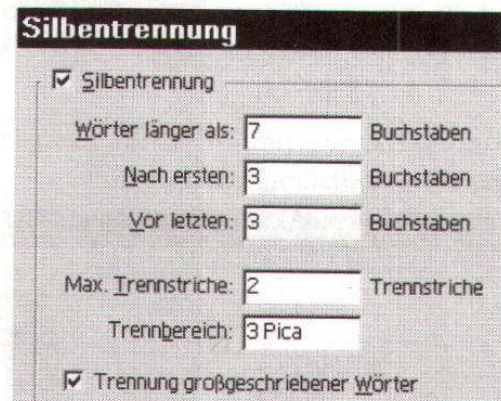 Silbentrennung
Silbentrennung
Wörter länger als: 7 Buchstaben
Nach ersten: 3 Buchstaben
Vor letzten: 3 Buchstaben
Max. Trennstriche: 2 Trennstriche
Trennbereich: 3 Pica
Trennung großgeschriebener Wörter